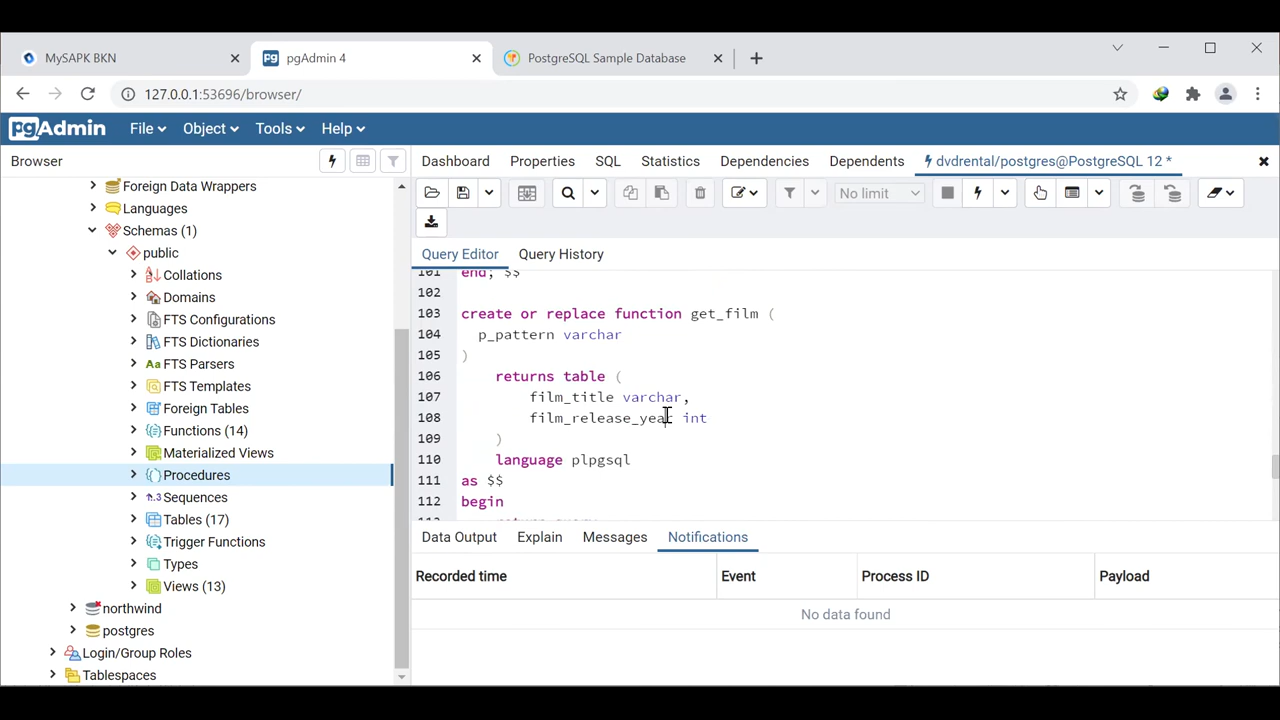 MySAPK BKN
pgAdmin 4
PostgreSQL Sample Database
127.0.0.1:53696/browser/
pgAdmin File Object Tools Help
Browser
Dashboard Properties SQL Statistics Dependencies Dependents dvdrental/postgres@PostgreSQL 12 *
No limit
Query Editor Query History
Foreign Data Wrappers
Languages
Schemas (1)
public
Collations
Domains
FTS Configurations
FTS Dictionaries
Aa FTS Parsers
FTS Templates
Foreign Tables
Functions (14)
Materialized Views
Procedures
1..3 Sequences
Tables (17)
Trigger Functions
Types
Views (13)
northwind
postgres
Login/Group Roles
Tablespaces
101 end; $$
102
103 create or replace function get_film (
104 p_pattern varchar
105 )
106 returns table (
107 film_title varchar,
108 film_release_year int
109 )
110 language plpgsql
111 as $$
112 begin
Data Output Explain Messages Notifications
Recorded time Event Process ID Payload
No data found